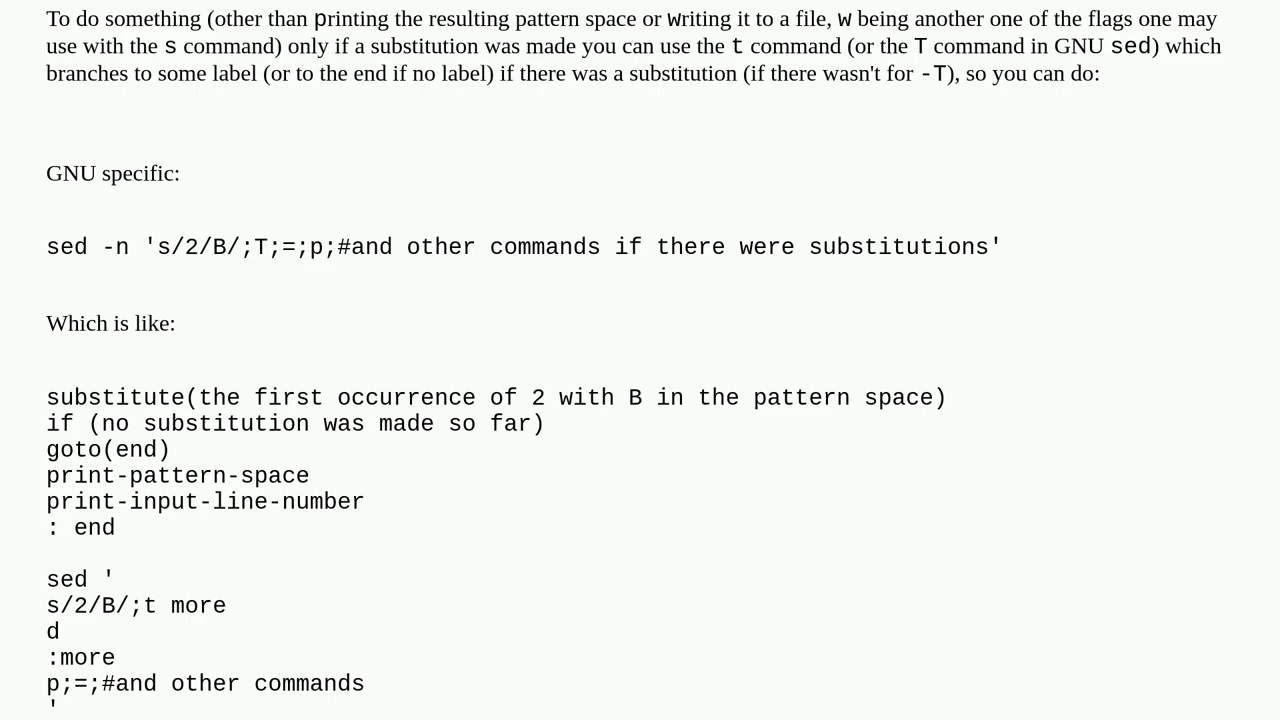 To do something (other than printing the resulting pattern space or writing it to a file, w being another one of the flags one may
use with the s command) only if a substitution was made you can use the t command (or the T command in GNU sed) which
branches to some label (or to the end if no label) if there was a substitution (if there wasn't for -T), so you can do:
GNU specific:
sed -n 's/2/B/;T;=;p;#and other commands if there were substitutions'
Which is like:
substitute(the first occurrence of 2 with B in the pattern space)
if (no substitution was made so far)
goto(end)
print-pattern-space
print-input-line-number
: end
sed '
s/2/B/;t more
d
:more
p;=;#and other commands
'